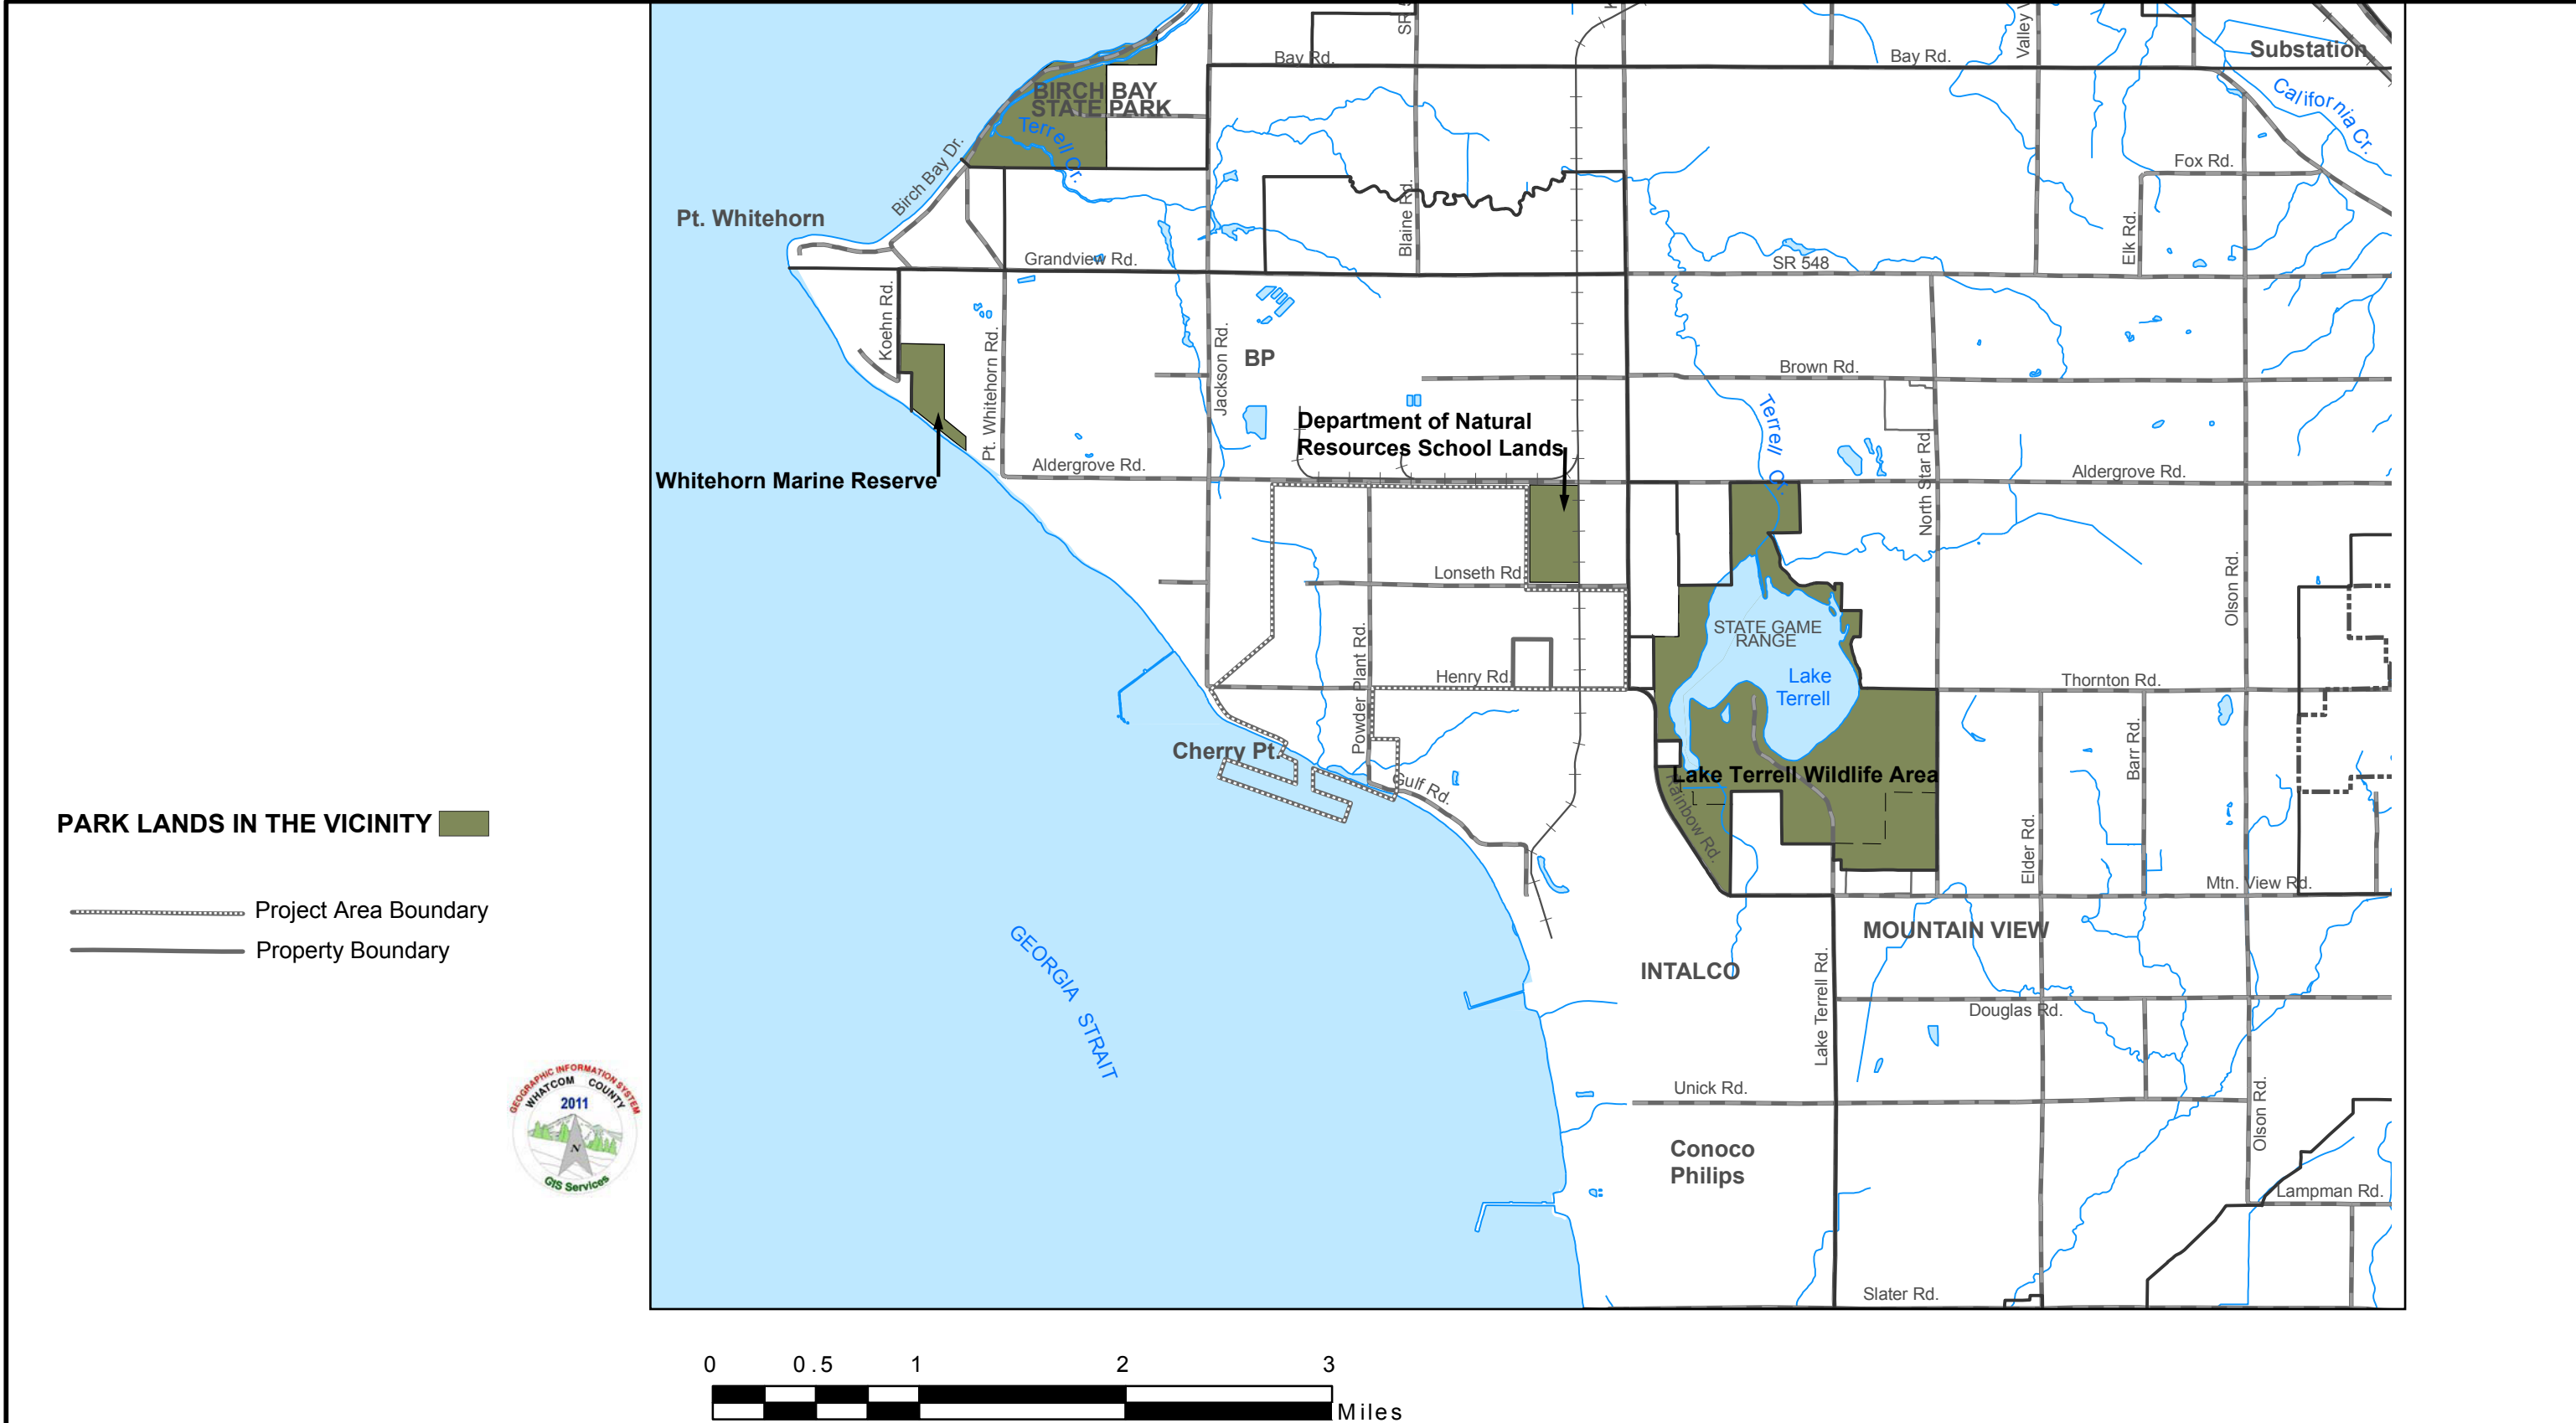 Bay Rd.
Bay Rd.
Substation
California Cr.
BIRCH BAY
STATE PARK
Terrell Cr.
Birch Bay Dr.
Blaine Rd.
Fox Rd.
Elk Rd.
Pt. Whitehorn
Grandview Rd.
SR 548
Koehn Rd.
Pt. Whitehorn Rd.
Jackson Rd.
BP
Brown Rd.
Department of Natural
Resources School Lands
Terrell Cr.
North Star Rd.
Whitehorn Marine Reserve
Aldergrove Rd.
Aldergrove Rd.
Lonseth Rd.
Olson Rd.
STATE GAME
RANGE
Powder Plant Rd.
Henry Rd.
Lake
Terrell
Thornton Rd.
Cherry Pt.
Gulf Rd.
Barr Rd.
Lake Terrell Wildlife Area
Rainbow Rd.
Elder Rd.
Mtn. View Rd.
PARK LANDS IN THE VICINITY
Project Area Boundary
Property Boundary
GEORGIA STRAIT
MOUNTAIN VIEW
INTALCO
Lake Terrell Rd.
Douglas Rd.
Unick Rd.
Olson Rd.
Conoco
Philips
Lampman Rd.
Slater Rd.
GEOGRAPHIC INFORMATION SYSTEM
WHATCOM COUNTY
2011
N
GIS Services
0 0.5 1 2 3
Miles